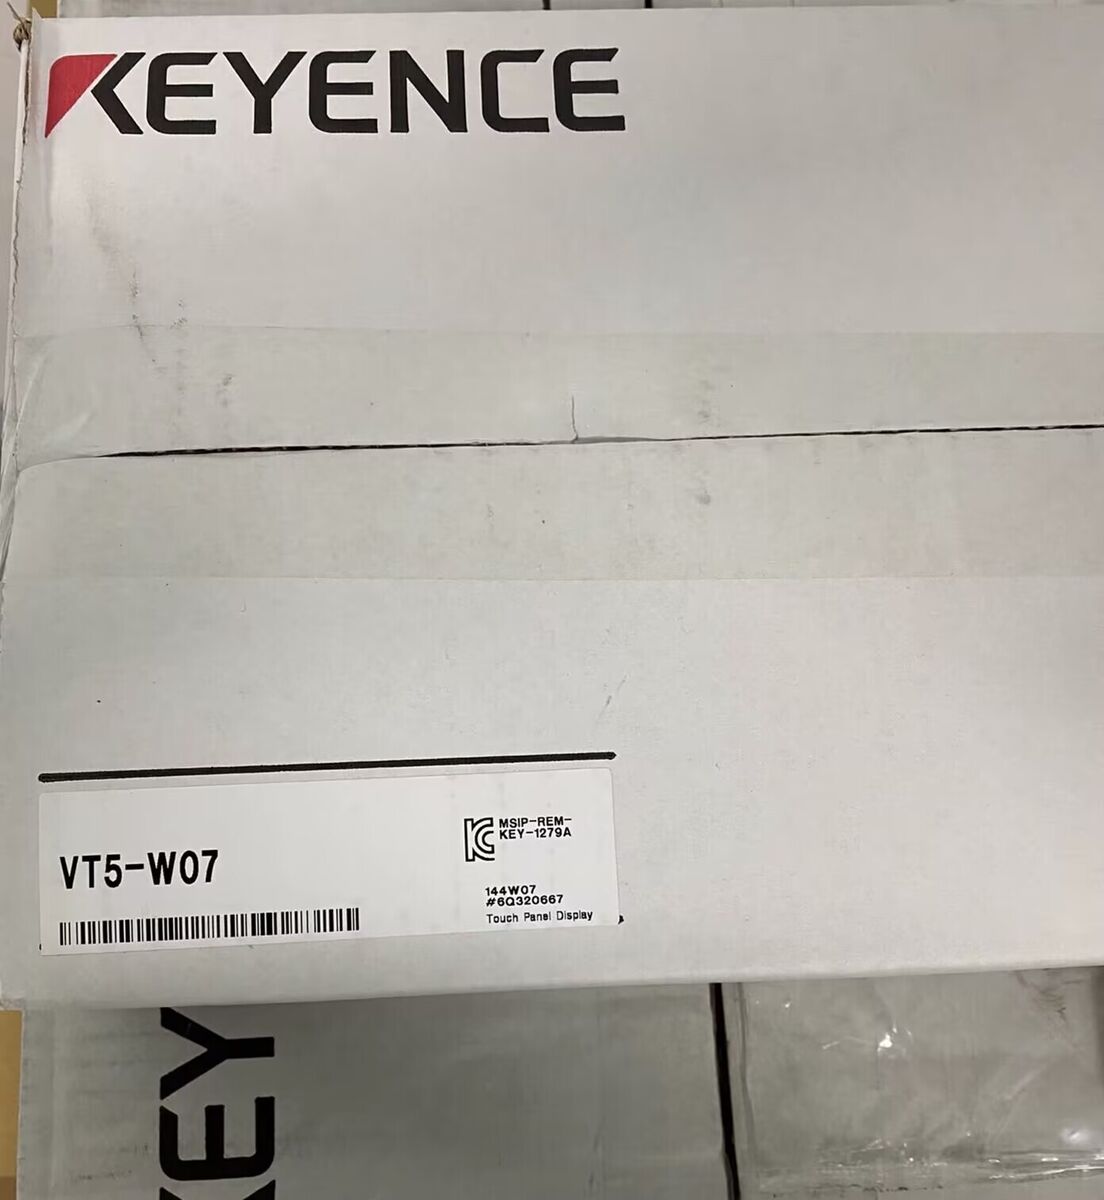 KEYENCE
VT5-W07
MSIP-REM-
KEY-1279A
144W07
#6Q320667
Touch Panel Display
KEY